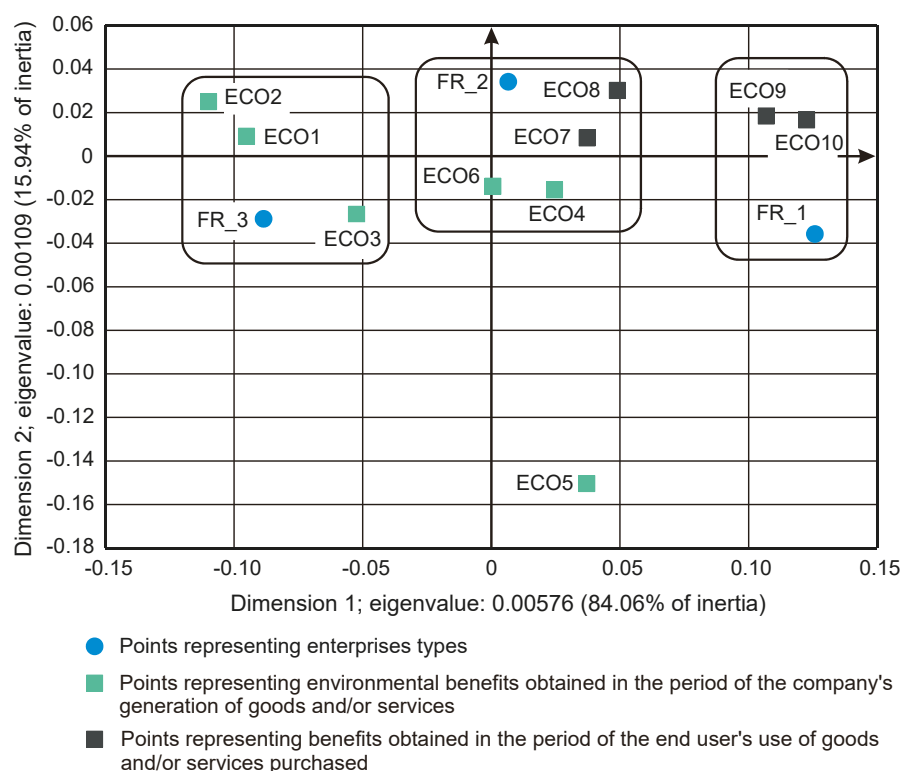 Dimension 2; eigenvalue: 0.00109 (15.94% of inertia)
0.06
0.04
0.02
0
-0.02
-0.04
-0.06
-0.08
-0.10
-0.12
-0.14
-0.16
-0.18
FR_2
ECO8
ECO9
ECO2
ECO1
ECO7
ECO10
ECO6
ECO4
FR_3
ECO3
FR_1
ECO5
-0.15
-0.10
-0.05
0
0.05
0.10
0.15
Dimension 1; eigenvalue: 0.00576 (84.06% of inertia)
Points representing enterprises types
Points representing environmental benefits obtained in the period of the company's
generation of goods and/or services
Points representing benefits obtained in the period of the end user's use of goods
and/or services purchased